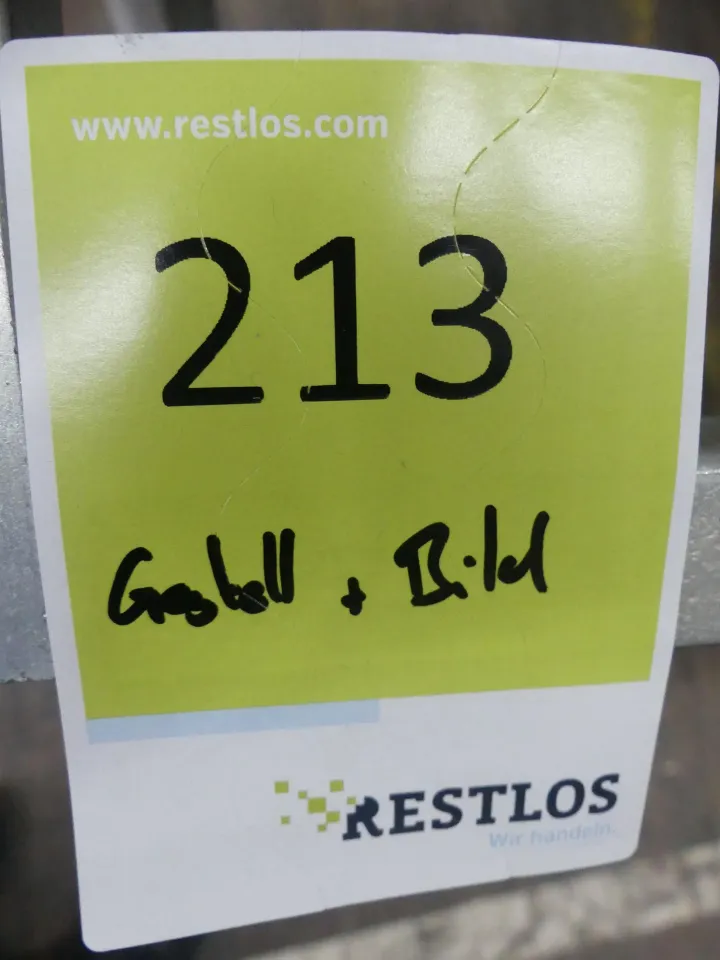 www.restlos.com
213
Gestell + Bild
RESTLOS
Wir handeln.